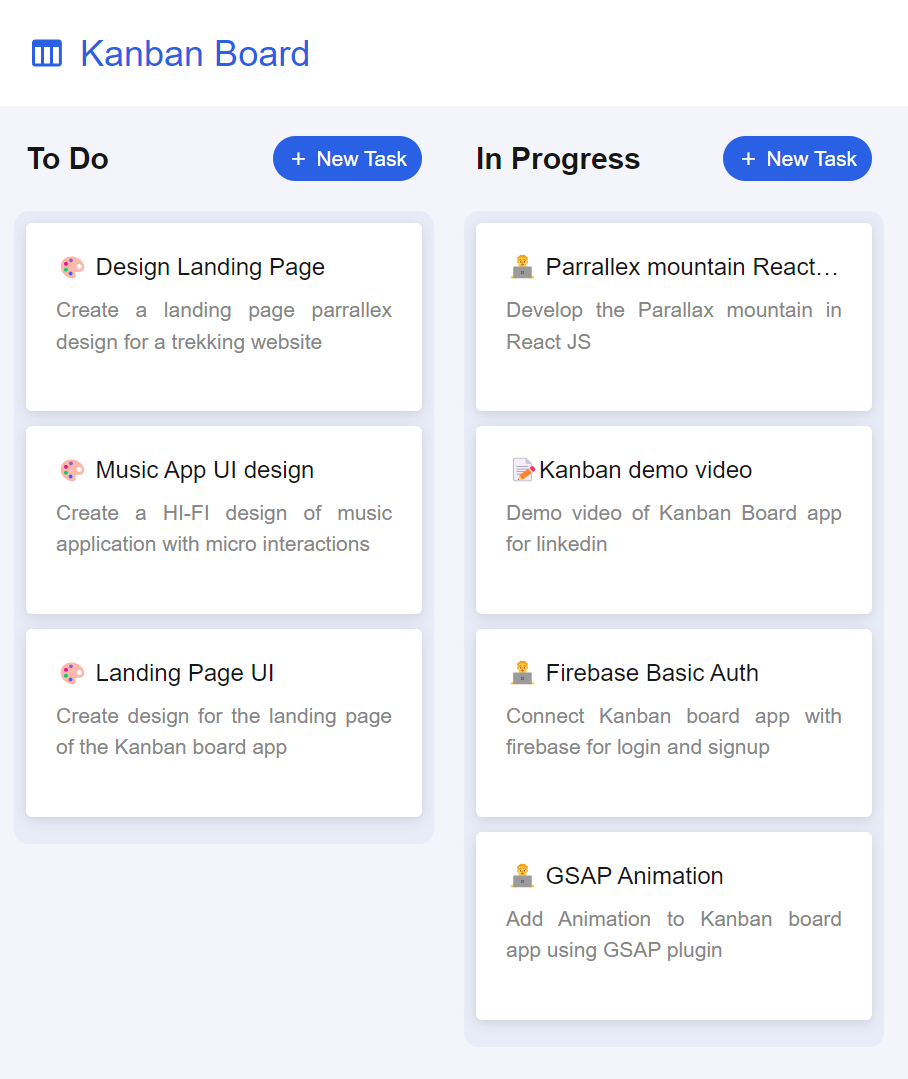 Kanban Board
To Do
+ New Task
🎨 Design Landing Page
Create a landing page parrallex
design for a trekking website
🎨 Music App UI design
Create a HI-FI design of music
application with micro interactions
🎨 Landing Page UI
Create design for the landing page
of the Kanban board app
In Progress
+ New Task
👨‍💻 Parrallex mountain React…
Develop the Parallax mountain in
React JS
📝Kanban demo video
Demo video of Kanban Board app
for linkedin
👨‍💻 Firebase Basic Auth
Connect Kanban board app with
firebase for login and signup
👨‍💻 GSAP Animation
Add Animation to Kanban board
app using GSAP plugin